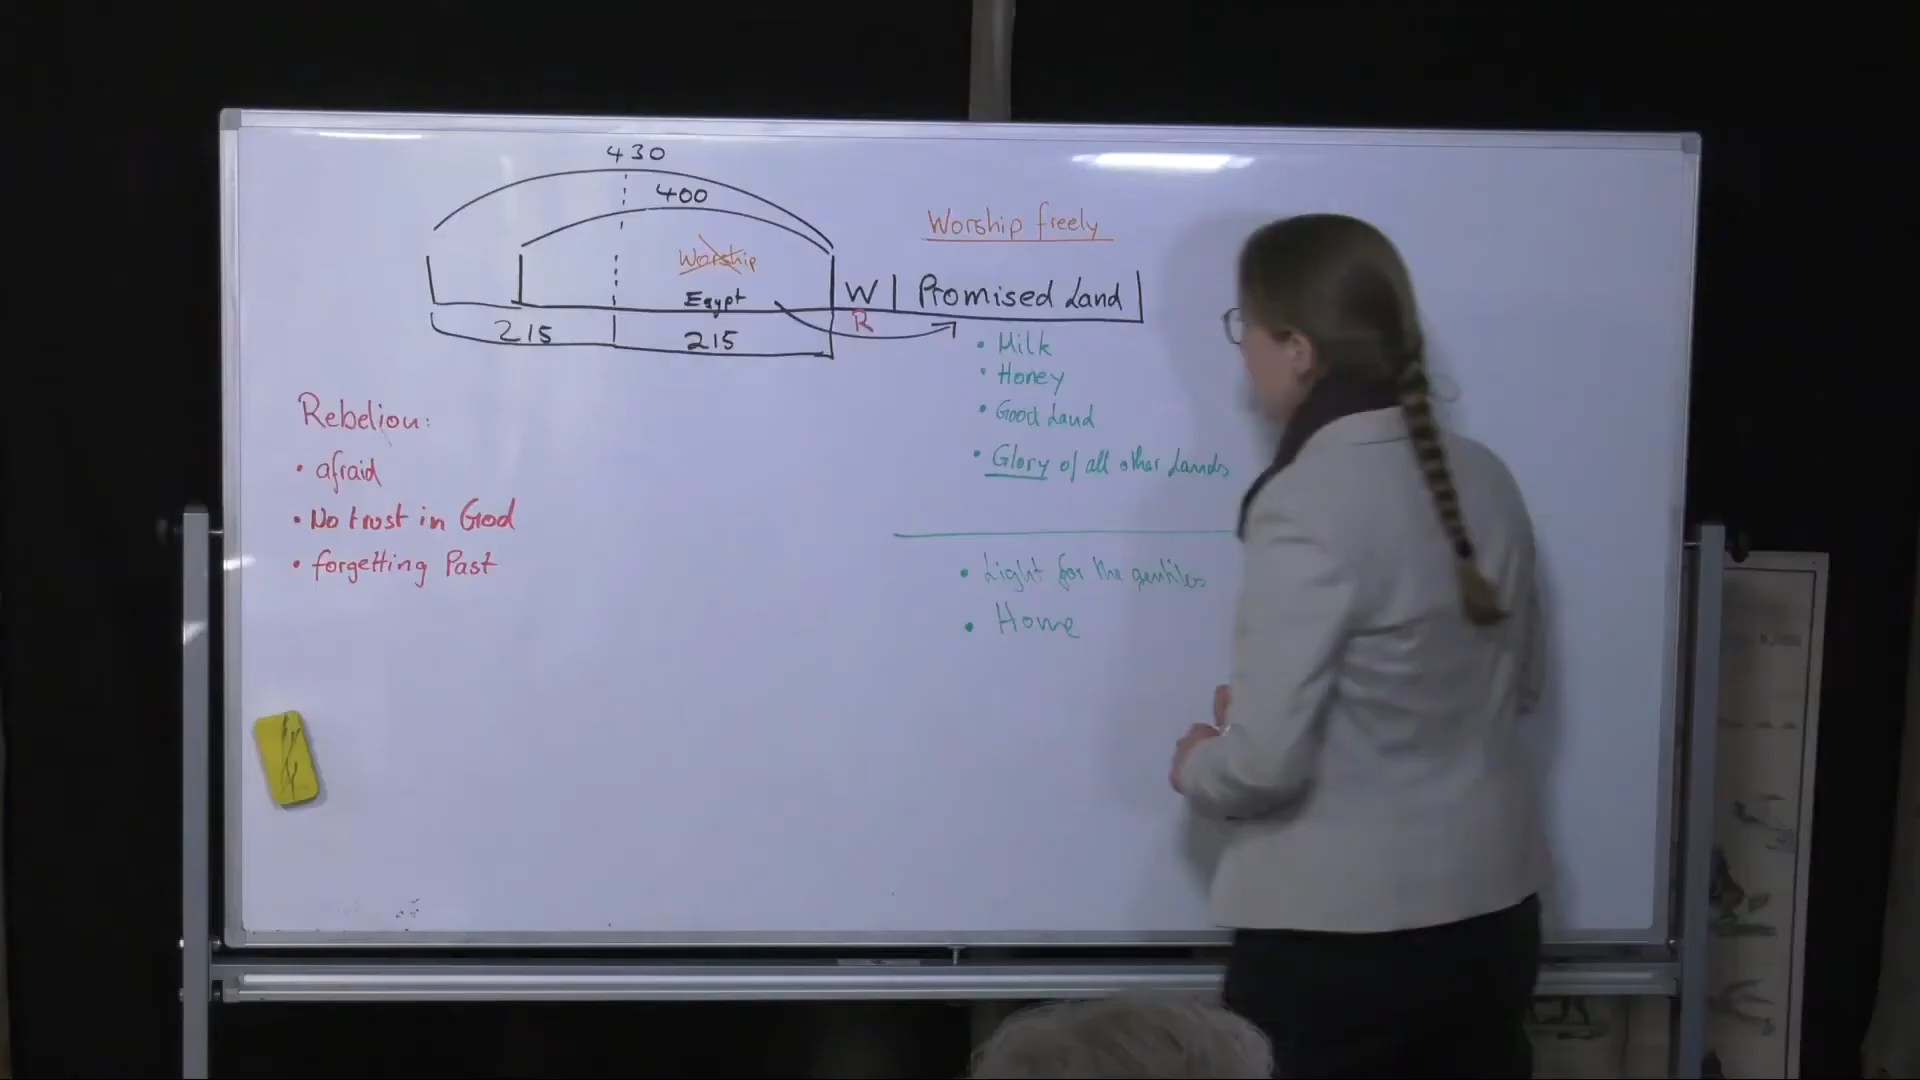 430
400
Worship freely
Worship
Egypt
W
Promised Land
R
215
215
• Milk
• Honey
• Good Land
• Glory of all other Lands
Rebeliou:
• afraid
• No trust in God
• forgetting Past
• Light for the gentiles
• Home